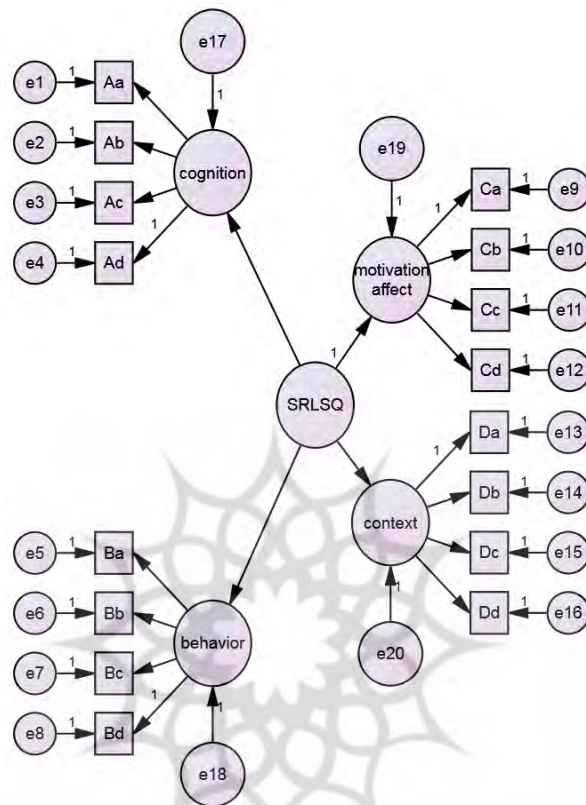 e17
e1 1 Aa
1
e2 1 Ab
e3 1 Ac
cognition
1
e4 1 Ad
e19
1
1 Ca 1 e9
Cb 1 e10
motivation
affect
Cc 1 e11
Cd 1 e12
1
SRLSQ
1 Da 1 e13
Db 1 e14
context
Dc 1 e15
Dd 1 e16
1
e20
e5 1 Ba
e6 1 Bb
behavior
e7 1 Bc
1
e8 1 Bd
1
e18